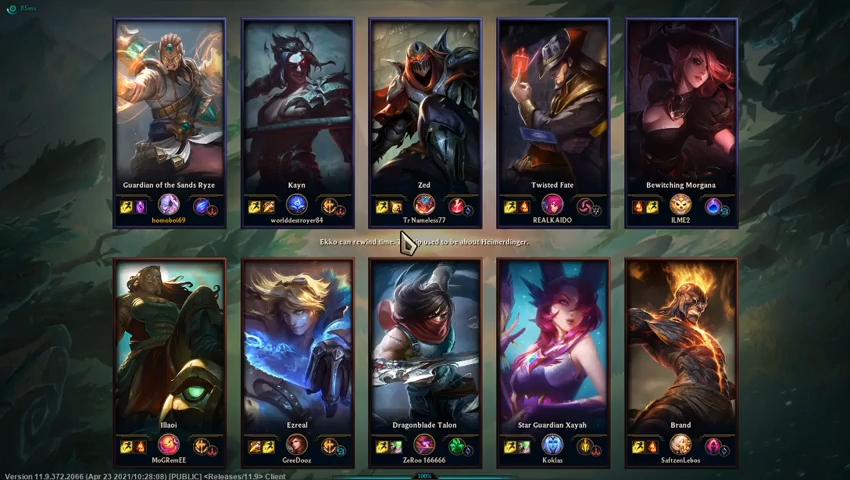 Guardian of the Sands Ryze
homoboi69
Kayn
worlddestroyer84
Zed
Tr Nameless77
Twisted Fate
REALKAIDO
Bewitching Morgana
ILME2
Ekko can rewind time. used to be about Heimerdinger.
Illaoi
MoGRemEE
Ezreal
GreeDooz
Dragonblade Talon
ZeRoo 166666
Star Guardian Xayah
Koklas
Brand
SaftzenLebos
100%
Version 11.9.372.2066 (Apr 23 2021/10:28:08) [PUBLIC] <Releases/11.9> Client